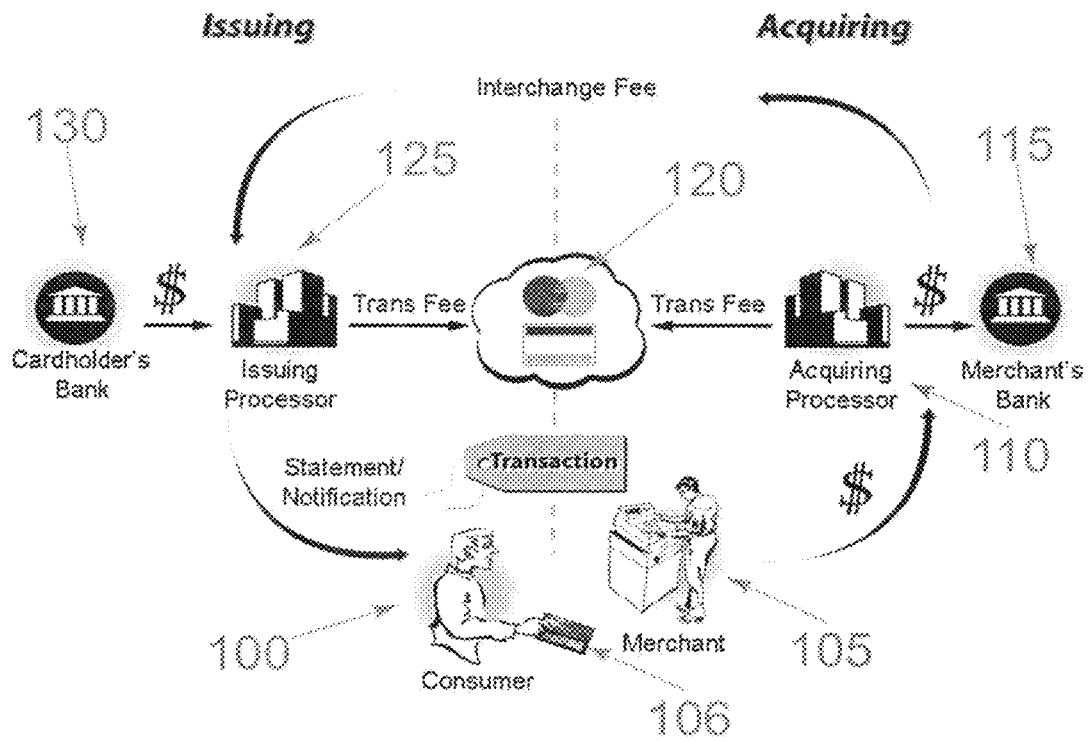 Issuing
Acquiring
Interchange Fee
130
125
120
115
$
Trans Fee
Trans Fee
$
Cardholder's
Bank
Issuing
Processor
Acquiring
Processor
Merchant's
Bank
110
Statement/
Notification
Transaction
$
100
Consumer
Merchant
105
106